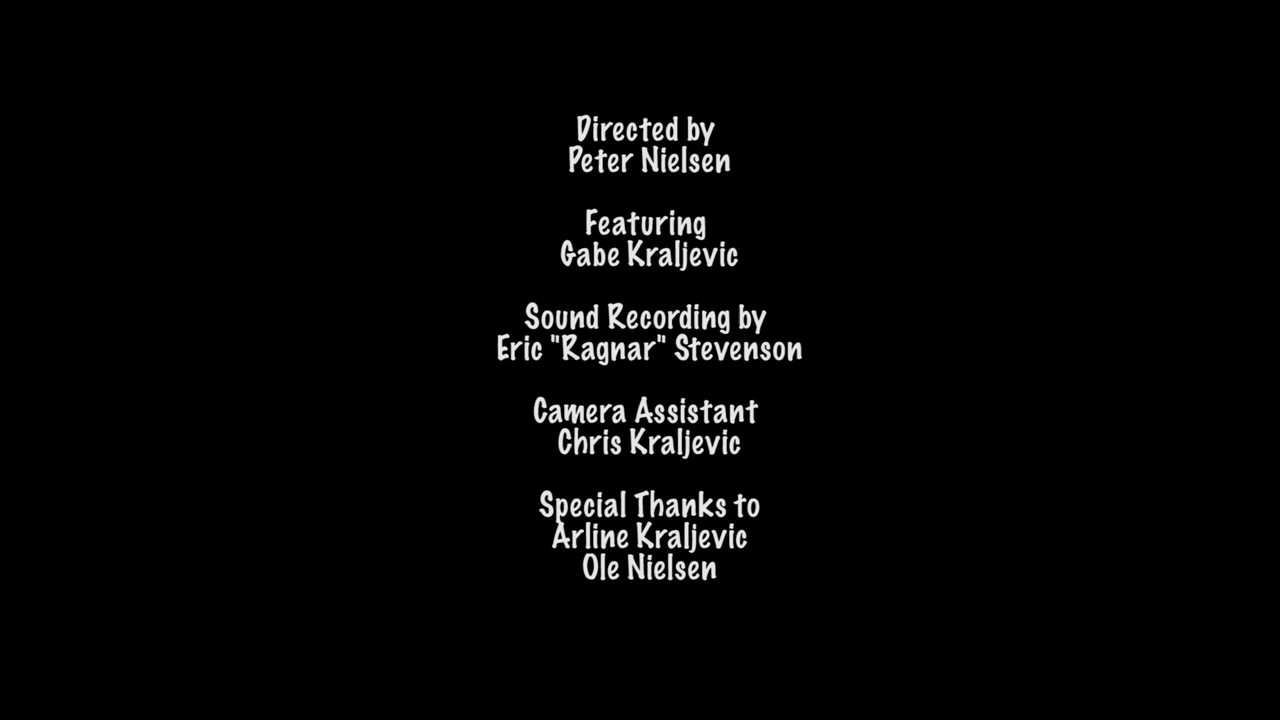 Directed by
Peter Nielsen
Featuring
Gabe Kraljevic
Sound Recording by
Eric "Ragnar" Stevenson
Camera Assistant
Chris Kraljevic
Special Thanks to
Arline Kraljevic
Ole Nielsen